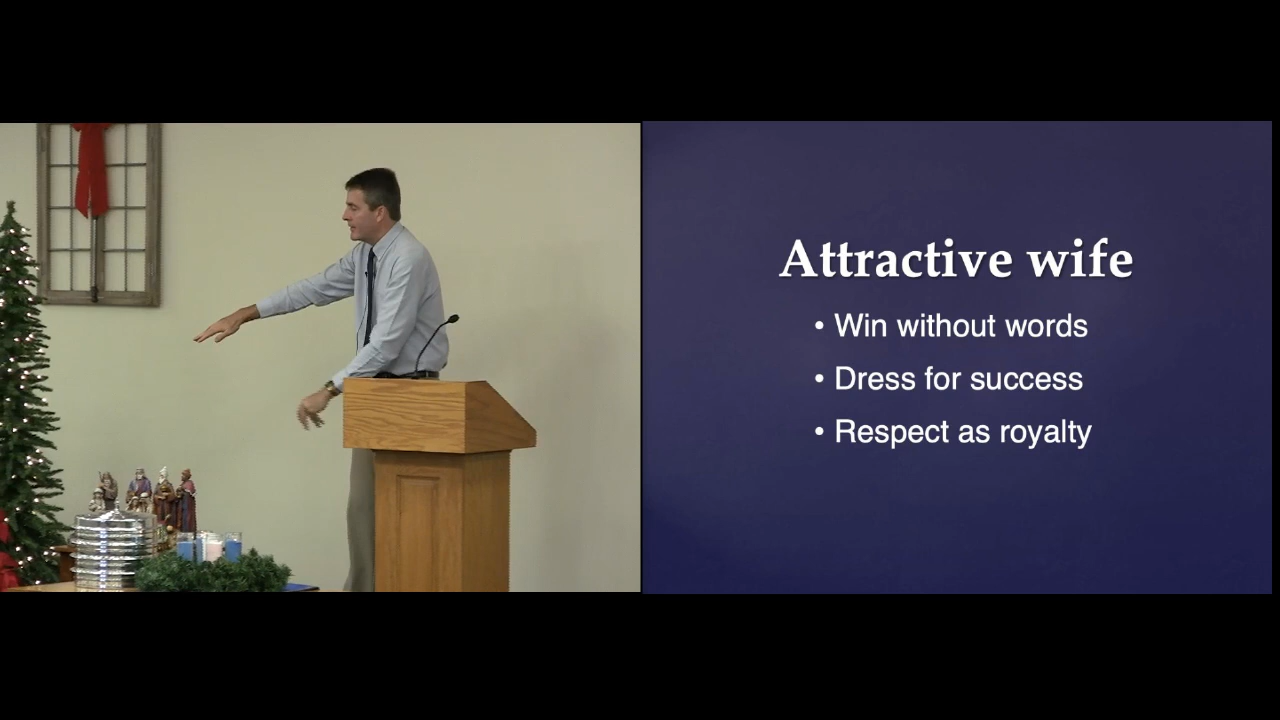 Attractive wife
• Win without words
• Dress for success
• Respect as royalty